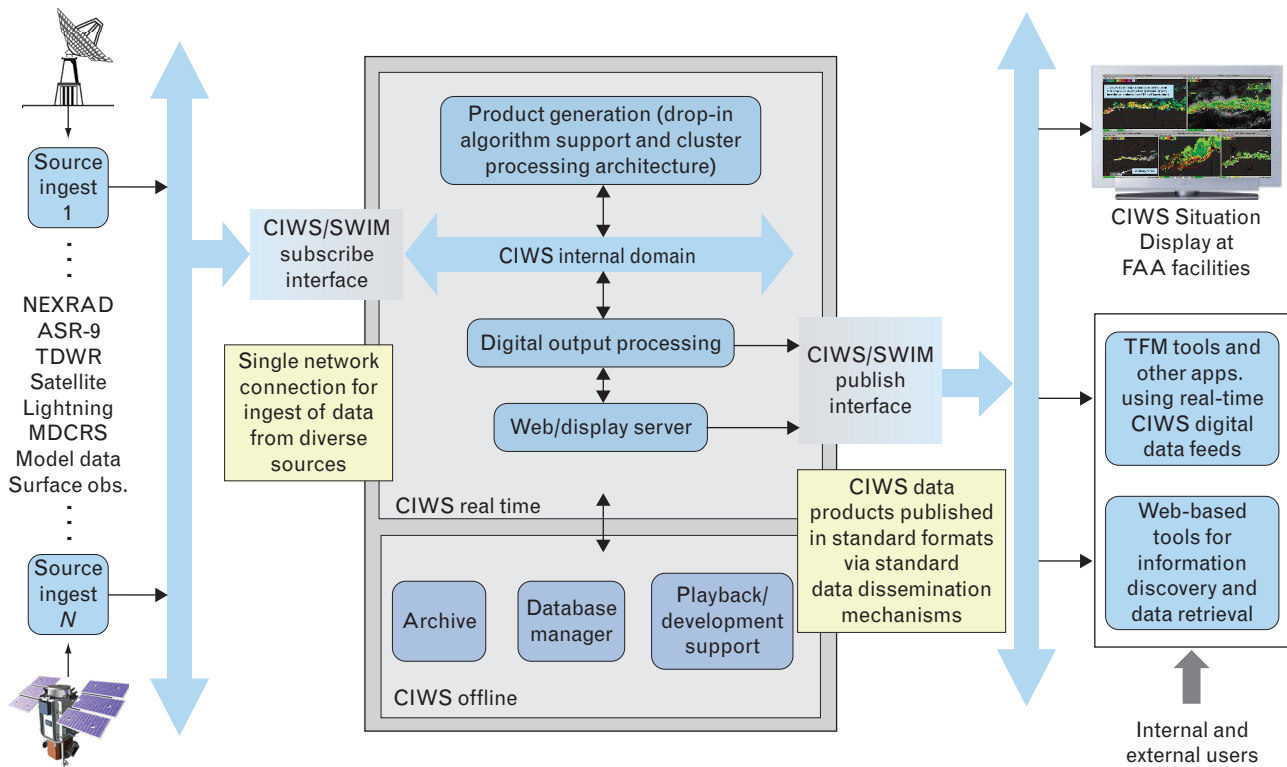 Source
ingest
1
NEXRAD
ASR-9
TDWR
Satellite
Lightning
MDCRS
Model data
Surface obs.
Source
ingest
N
CIWS/SWIM
subscribe
interface
Single network
connection for
ingest of data
from diverse
sources
Product generation (drop-in
algorithm support and cluster
processing architecture)
CIWS internal domain
Digital output processing
Web/display server
CIWS real time
Archive
Database
manager
Playback/
development
support
CIWS offline
CIWS/SWIM
publish
interface
CIWS data
products published
in standard formats
via standard
data dissemination
mechanisms
CIWS Situation
Display at
FAA facilities
TFM tools and
other apps.
using real-time
CIWS digital
data feeds
Web-based
tools for
information
discovery and
data retrieval
Internal and
external users